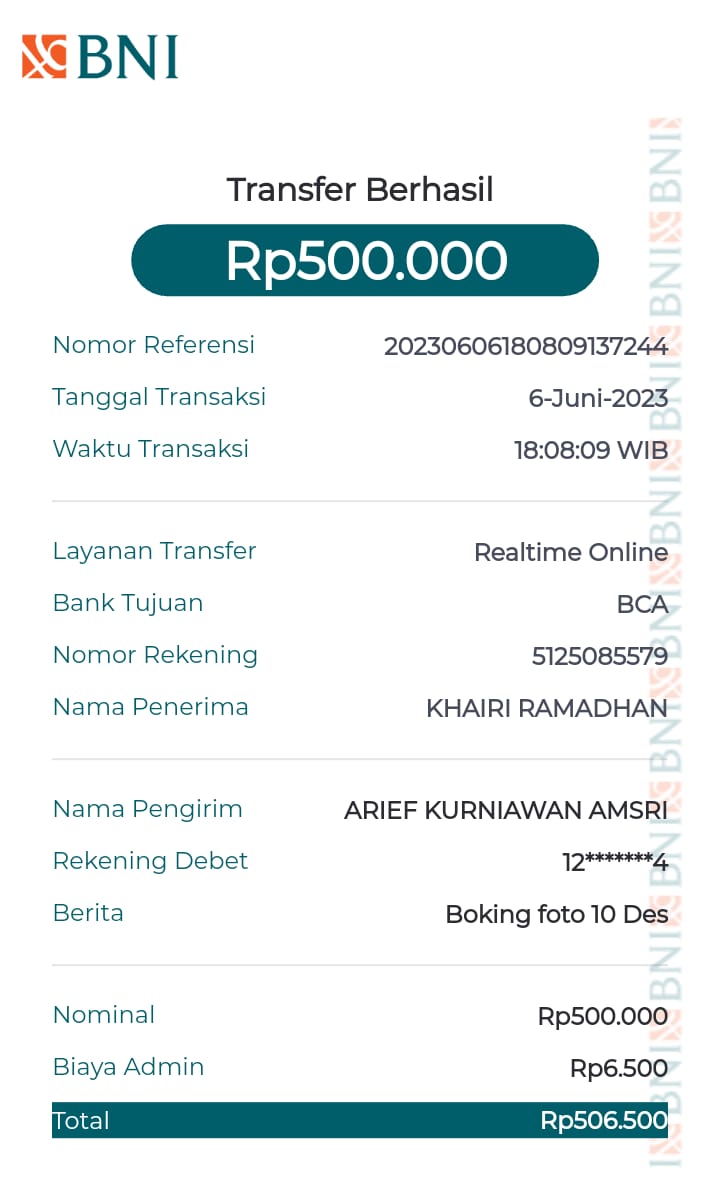 BNI
Transfer Berhasil
Rp500.000
Nomor Referensi 20230606180809137244
Tanggal Transaksi 6-Juni-2023
Waktu Transaksi 18:08:09 WIB
Layanan Transfer Realtime Online
Bank Tujuan BCA
Nomor Rekening 5125085579
Nama Penerima KHAIRI RAMADHAN
Nama Pengirim ARIEF KURNIAWAN AMSRI
Rekening Debet 12*******4
Berita Boking foto 10 Des
Nominal Rp500.000
Biaya Admin Rp6.500
Total Rp506.500
BNI BNI BNI BNI BNI BNI BNI BNI BNI